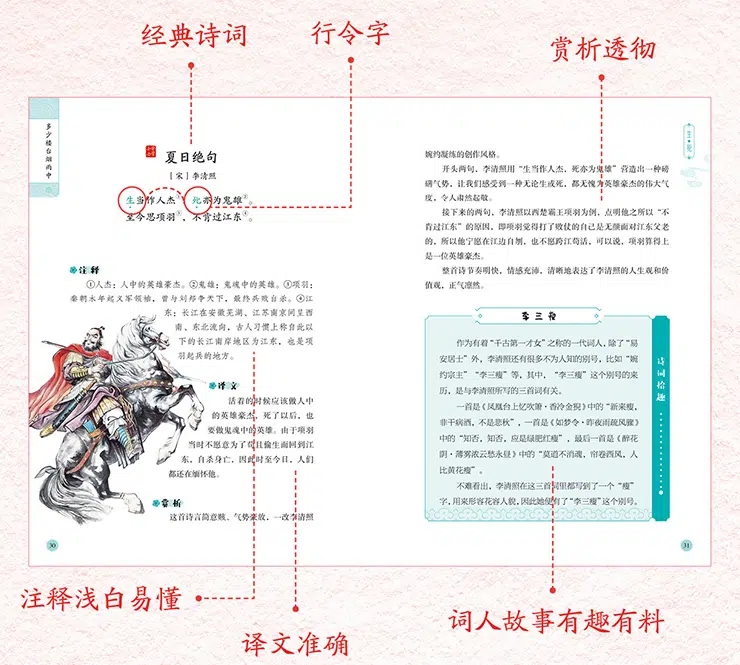 经典诗词
行令字
赏析透彻
多少楼台烟雨中
夏日绝句
［宋］李清照
生当作人杰①，死亦为鬼雄②。
至今思项羽③，不肯过江东④。
注释
①人杰：人中的英雄豪杰。②鬼雄：鬼魂中的英雄。③项羽：
秦朝末年起义军领袖，曾与刘邦争天下，最终兵败自杀。④江
东：长江在安徽芜湖、江苏南京间呈西
南、东北流向，古人习惯上称自此以下
的长江南岸地区为江东，也是项
羽起兵的地方。
译文
活着的时候应该做人中
的英雄豪杰，死了以后，也
要做鬼魂中的英雄。由于项羽
当时不愿意为了苟且偷生而回到江
东，自杀身亡，因此时至今日，人们
都还在缅怀他。
赏析
这首诗言简意赅、气势豪放，一改李清照
30
婉约凝练的创作风格。
开头两句，李清照用“生当作人杰，死亦为鬼雄”营造出一种磅
礴气势，让我们感受到一种无论生或死，都无愧为英雄豪杰的伟大气
度，令人肃然起敬。
接下来的两句，李清照以西楚霸王项羽为例，点明他之所以“不
肯过江东”的原因，即项羽觉得打了败仗的自己是无颜面对江东父老
的，所以他宁愿在江边自刎，也不愿跨江苟活，可以说，项羽算得上
是一位英雄豪杰。
整首诗节奏明快，情感充沛，清晰地表达了李清照的人生观和价
值观，正气凛然。
李三瘦
作为有着“千古第一才女”之称的一代词人，除了“易
安居士”外，李清照还有很多不为人知的别号，比如“婉
约宗主”“李三瘦”等，其中，“李三瘦”这个别号的来
历，是与李清照所写的三首词有关。
一首是《凤凰台上忆吹箫·香冷金猊》中的“新来瘦，
非干病酒，不是悲秋”，一首是《如梦令·昨夜雨疏风骤》
中的“知否，知否，应是绿肥红瘦”，最后一首是《醉花
阴·薄雾浓云愁永昼》中的“莫道不消魂，帘卷西风，人
比黄花瘦”。
不难看出，李清照在这三首词里都写到了一个“瘦”
字，用来形容花容人貌，因此她便有了“李三瘦”这个别号。
诗词拾趣
生·死
31
注释浅白易懂
译文准确
词人故事有趣有料